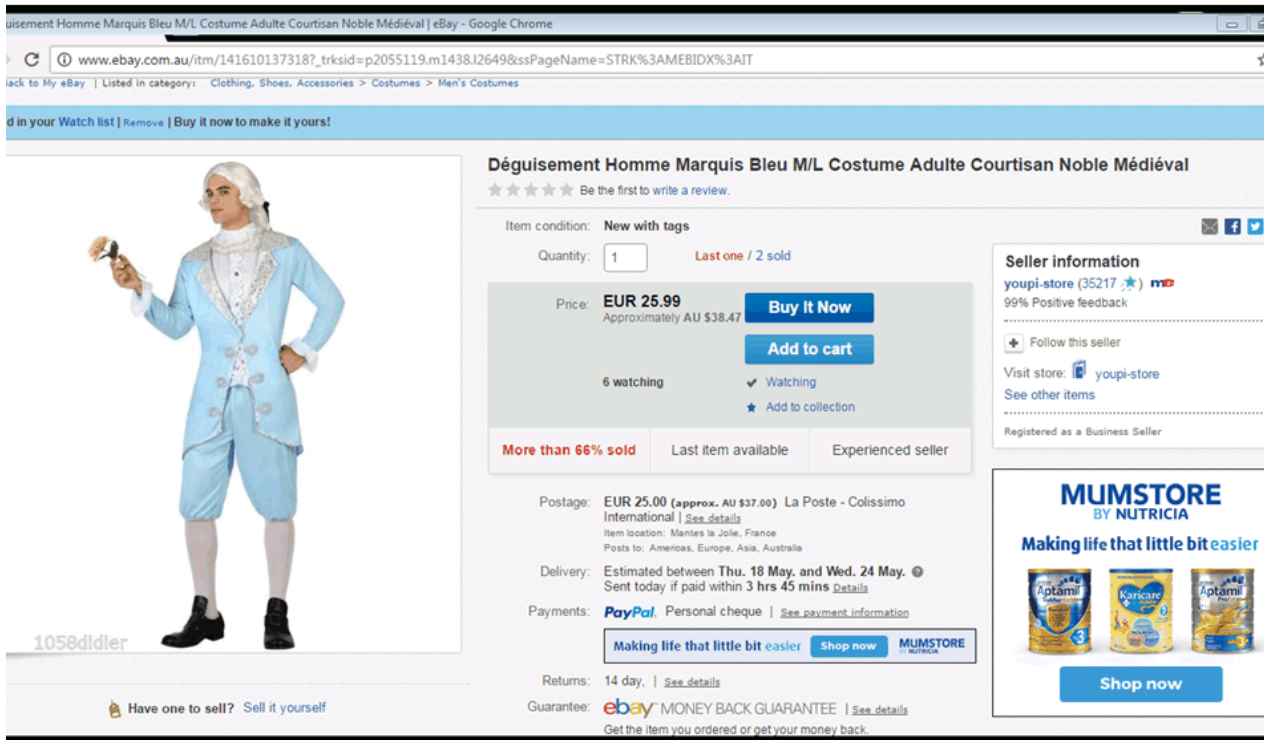 uisement Homme Marquis Bleu M/L Costume Adulte Courtisan Noble Médiéval | eBay - Google Chrome
www.ebay.com.au/itm/141610137318?_trksid=p2055119.m1438.l2649&ssPageName=STRK%3AMEBIDX%3AIT
Back to My eBay | Listed in category: Clothing, Shoes, Accessories > Costumes > Men's Costumes
d in your Watch list | Remove | Buy it now to make it yours!
Déguisement Homme Marquis Bleu M/L Costume Adulte Courtisan Noble Médiéval
Be the first to write a review.
Item condition: New with tags
Quantity: 1 Last one / 2 sold
Price: EUR 25.99
Approximately AU $38.47
Buy It Now
Add to cart
6 watching
Watching
Add to collection
More than 66% sold Last item available Experienced seller
Postage: EUR 25.00 (approx. AU $37.00) La Poste - Colissimo
International | See details
Item location: Mantes la Jolie, France
Posts to: Americas, Europe, Asia, Australia
Delivery: Estimated between Thu. 18 May. and Wed. 24 May.
Sent today if paid within 3 hrs 45 mins Details
Payments: PayPal. Personal cheque | See payment information
Making life that little bit easier Shop now MUMSTORE
BY NUTRICIA
Returns: 14 day, | See details
Guarantee: ebay MONEY BACK GUARANTEE | See details
Get the item you ordered or get your money back.
1058didier
Have one to sell? Sell it yourself
Seller information
youpi-store (35217) me
99% Positive feedback
Follow this seller
Visit store: youpi-store
See other items
Registered as a Business Seller
MUMSTORE
BY NUTRICIA
Making life that little bit easier
Aptamil
3
Karicare
Aptamil
Shop now